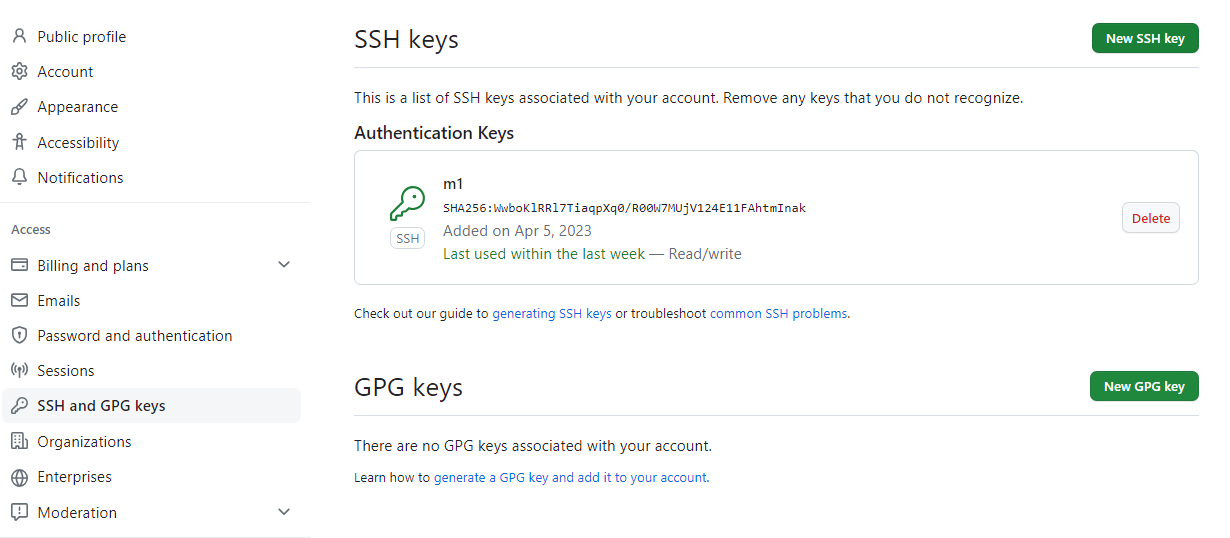 Public profile
Account
Appearance
Accessibility
Notifications
Access
Billing and plans
Emails
Password and authentication
Sessions
SSH and GPG keys
Organizations
Enterprises
Moderation
SSH keys
New SSH key
This is a list of SSH keys associated with your account. Remove any keys that you do not recognize.
Authentication Keys
m1
SHA256:WwboKlRRl7TiaqpXq0/R00W7MUjV124E11FAhtmInak
SSH
Added on Apr 5, 2023
Last used within the last week — Read/write
Delete
Check out our guide to generating SSH keys or troubleshoot common SSH problems.
GPG keys
New GPG key
There are no GPG keys associated with your account.
Learn how to generate a GPG key and add it to your account.